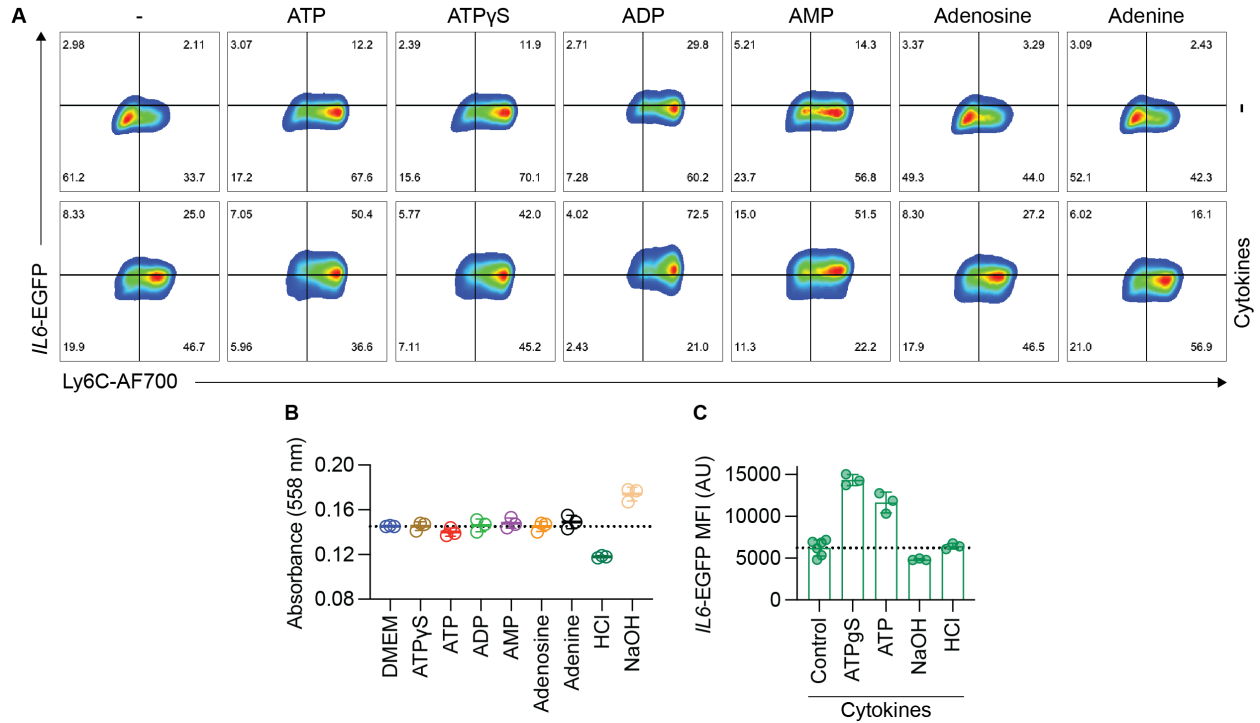 A
- ATP ATPγS ADP AMP Adenosine Adenine
2.98 2.11 3.07 12.2 2.39 11.9 2.71 29.8 5.21 14.3 3.37 3.29 3.09 2.43
-
61.2 33.7 17.2 67.6 15.6 70.1 7.28 60.2 23.7 56.8 49.3 44.0 52.1 42.3
8.33 25.0 7.05 50.4 5.77 42.0 4.02 72.5 15.0 51.5 8.30 27.2 6.02 16.1
Cytokines
19.9 46.7 5.96 36.6 7.11 45.2 2.43 21.0 11.3 22.2 17.9 46.5 21.0 56.9
IL6-EGFP
Ly6C-AF700
B
Absorbance (558 nm)
0.20
0.16
0.12
0.08
DMEM
ATPγS
ATP
ADP
AMP
Adenosine
Adenine
HCl
NaOH
C
IL6-EGFP MFI (AU)
15000
10000
5000
0
Control
ATPgS
ATP
NaOH
HCl
Cytokines